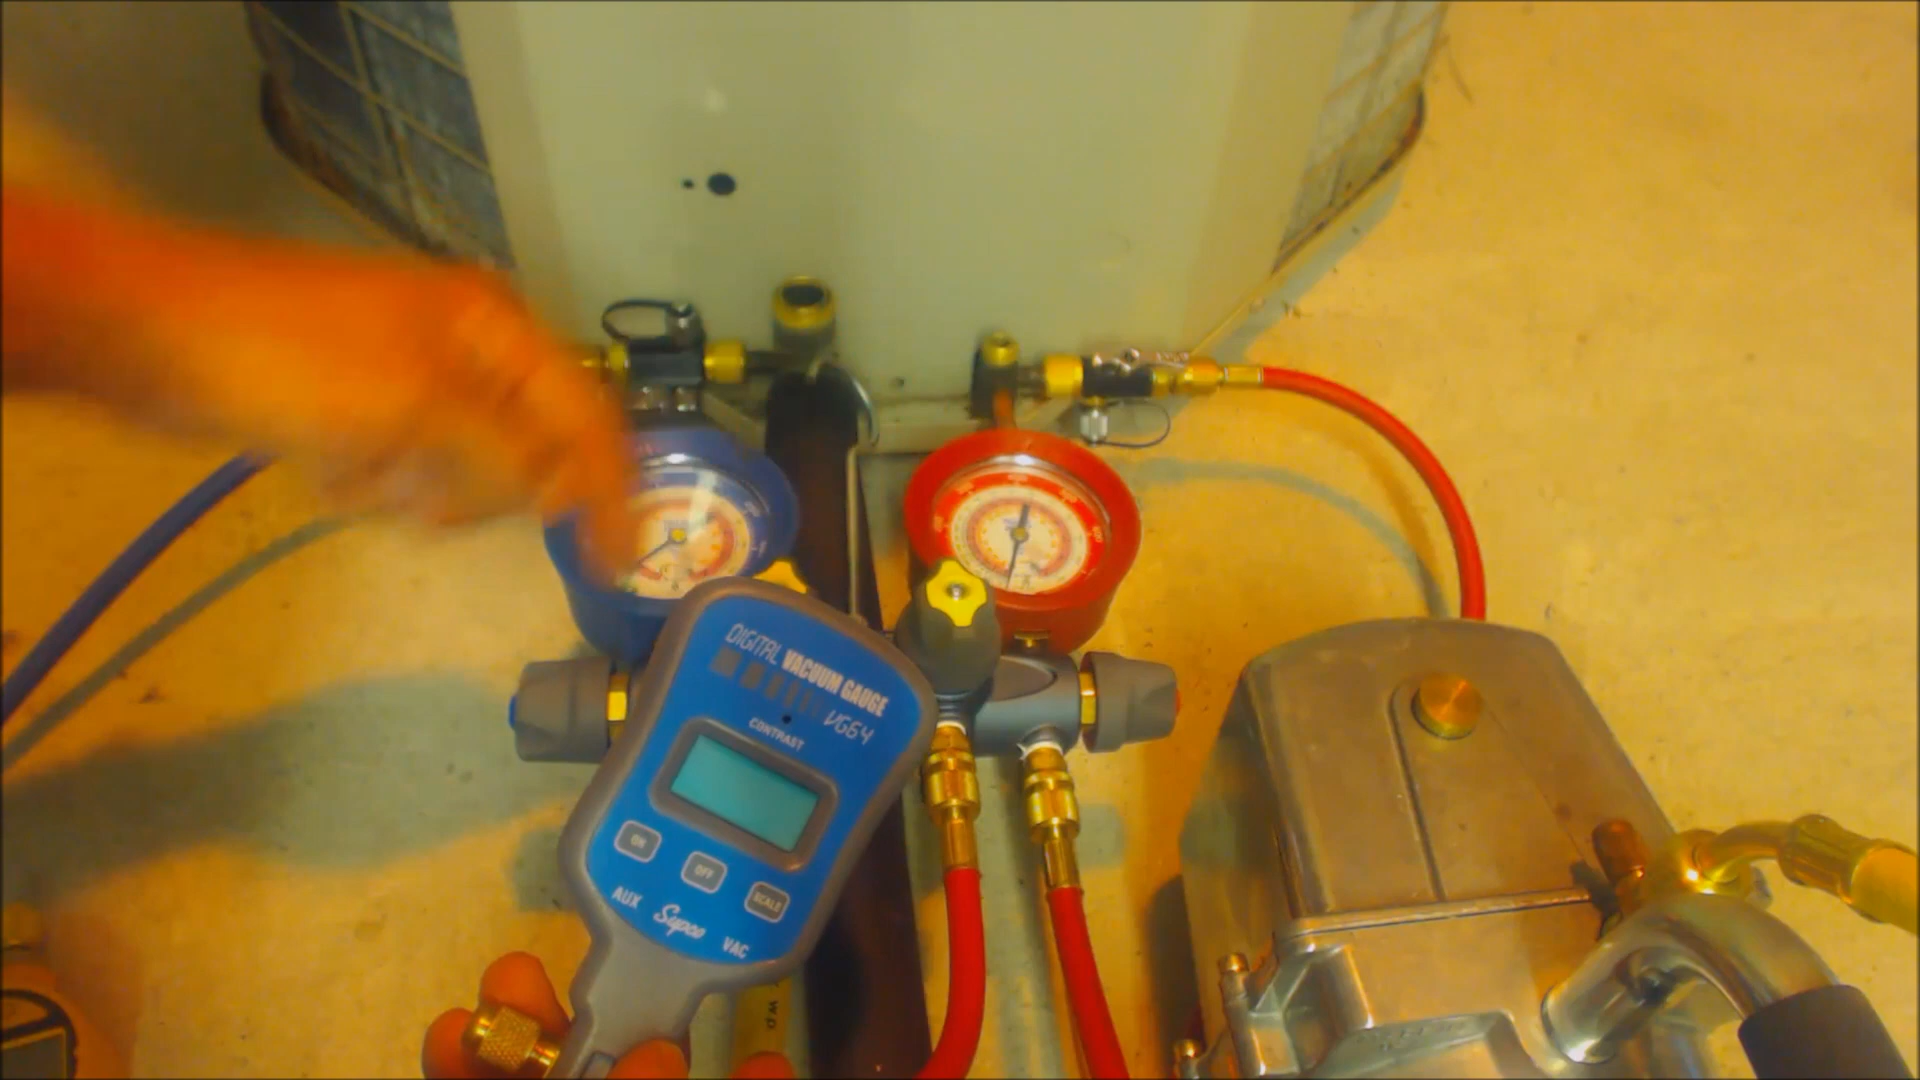 DIGITAL VACUUM GAUGE
VG64
CONTRAST
ON
OFF
SCALE
AUX
Supco
VAC